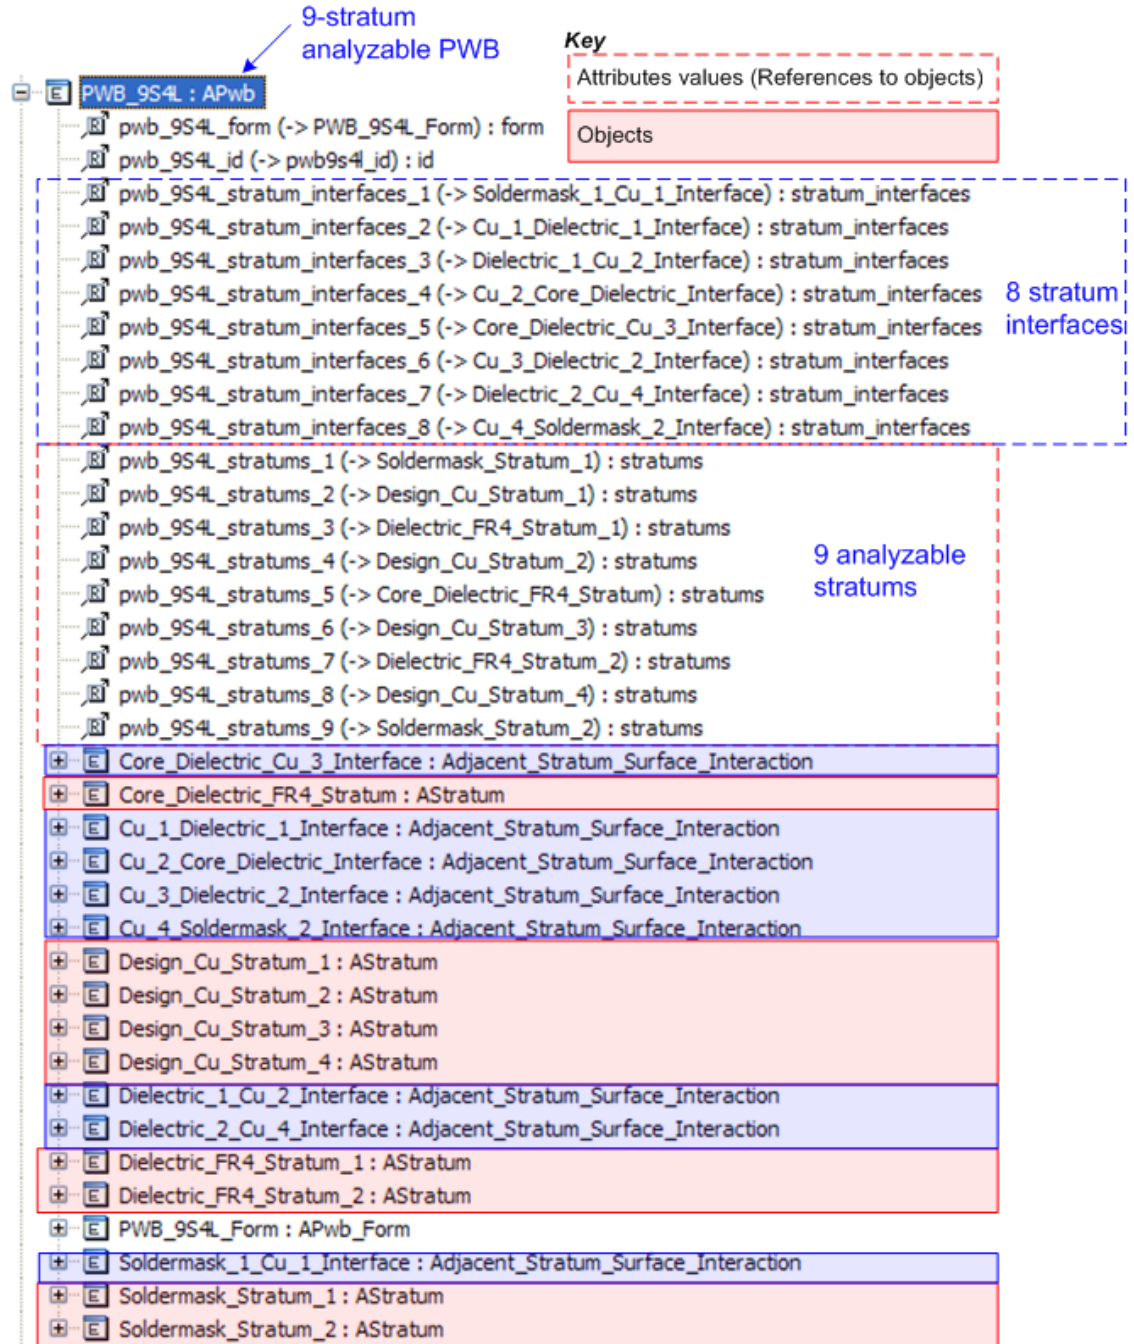 9-stratum
analyzable PWB
Key
Attributes values (References to objects)
Objects
PWB_9S4L : APwb
pwb_9S4L_form (-> PWB_9S4L_Form) : form
pwb_9S4L_id (-> pwb9s4l_id) : id
pwb_9S4L_stratum_interfaces_1 (-> Soldermask_1_Cu_1_Interface) : stratum_interfaces
pwb_9S4L_stratum_interfaces_2 (-> Cu_1_Dielectric_1_Interface) : stratum_interfaces
pwb_9S4L_stratum_interfaces_3 (-> Dielectric_1_Cu_2_Interface) : stratum_interfaces
pwb_9S4L_stratum_interfaces_4 (-> Cu_2_Core_Dielectric_Interface) : stratum_interfaces
pwb_9S4L_stratum_interfaces_5 (-> Core_Dielectric_Cu_3_Interface) : stratum_interfaces
pwb_9S4L_stratum_interfaces_6 (-> Cu_3_Dielectric_2_Interface) : stratum_interfaces
pwb_9S4L_stratum_interfaces_7 (-> Dielectric_2_Cu_4_Interface) : stratum_interfaces
pwb_9S4L_stratum_interfaces_8 (-> Cu_4_Soldermask_2_Interface) : stratum_interfaces
8 stratum
interfaces
pwb_9S4L_stratums_1 (-> Soldermask_Stratum_1) : stratums
pwb_9S4L_stratums_2 (-> Design_Cu_Stratum_1) : stratums
pwb_9S4L_stratums_3 (-> Dielectric_FR4_Stratum_1) : stratums
pwb_9S4L_stratums_4 (-> Design_Cu_Stratum_2) : stratums
pwb_9S4L_stratums_5 (-> Core_Dielectric_FR4_Stratum) : stratums
pwb_9S4L_stratums_6 (-> Design_Cu_Stratum_3) : stratums
pwb_9S4L_stratums_7 (-> Dielectric_FR4_Stratum_2) : stratums
pwb_9S4L_stratums_8 (-> Design_Cu_Stratum_4) : stratums
pwb_9S4L_stratums_9 (-> Soldermask_Stratum_2) : stratums
9 analyzable
stratums
Core_Dielectric_Cu_3_Interface : Adjacent_Stratum_Surface_Interaction
Core_Dielectric_FR4_Stratum : AStratum
Cu_1_Dielectric_1_Interface : Adjacent_Stratum_Surface_Interaction
Cu_2_Core_Dielectric_Interface : Adjacent_Stratum_Surface_Interaction
Cu_3_Dielectric_2_Interface : Adjacent_Stratum_Surface_Interaction
Cu_4_Soldermask_2_Interface : Adjacent_Stratum_Surface_Interaction
Design_Cu_Stratum_1 : AStratum
Design_Cu_Stratum_2 : AStratum
Design_Cu_Stratum_3 : AStratum
Design_Cu_Stratum_4 : AStratum
Dielectric_1_Cu_2_Interface : Adjacent_Stratum_Surface_Interaction
Dielectric_2_Cu_4_Interface : Adjacent_Stratum_Surface_Interaction
Dielectric_FR4_Stratum_1 : AStratum
Dielectric_FR4_Stratum_2 : AStratum
PWB_9S4L_Form : APwb_Form
Soldermask_1_Cu_1_Interface : Adjacent_Stratum_Surface_Interaction
Soldermask_Stratum_1 : AStratum
Soldermask_Stratum_2 : AStratum